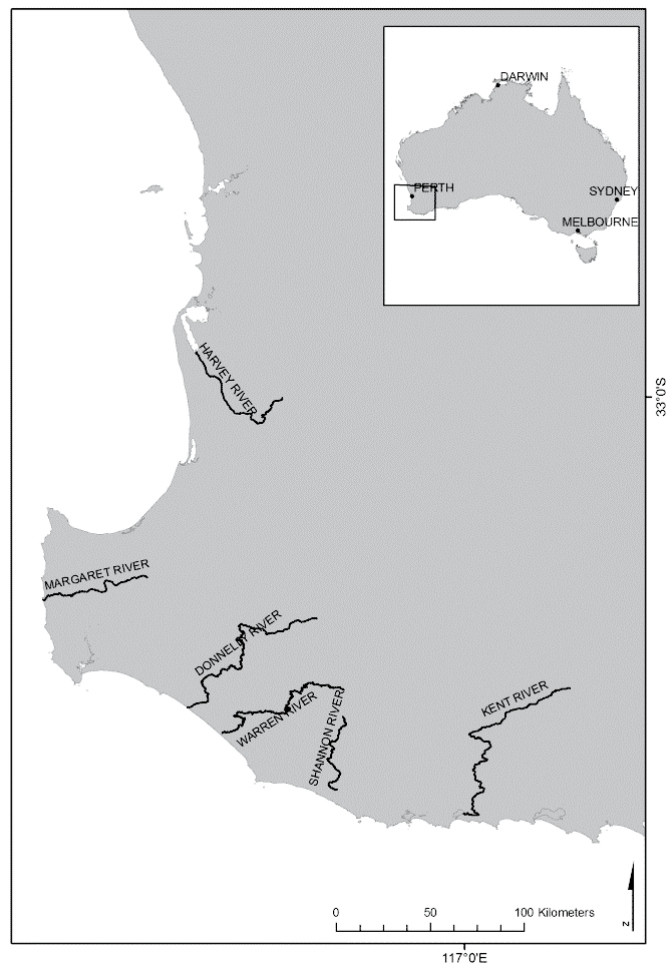 DARWIN
PERTH
SYDNEY
MELBOURNE
HARVEY RIVER
33°0'S
MARGARET RIVER
DONNELLY RIVER
WARREN RIVER
SHANNON RIVER
KENT RIVER
0 50 100 Kilometers
N
117°0'E